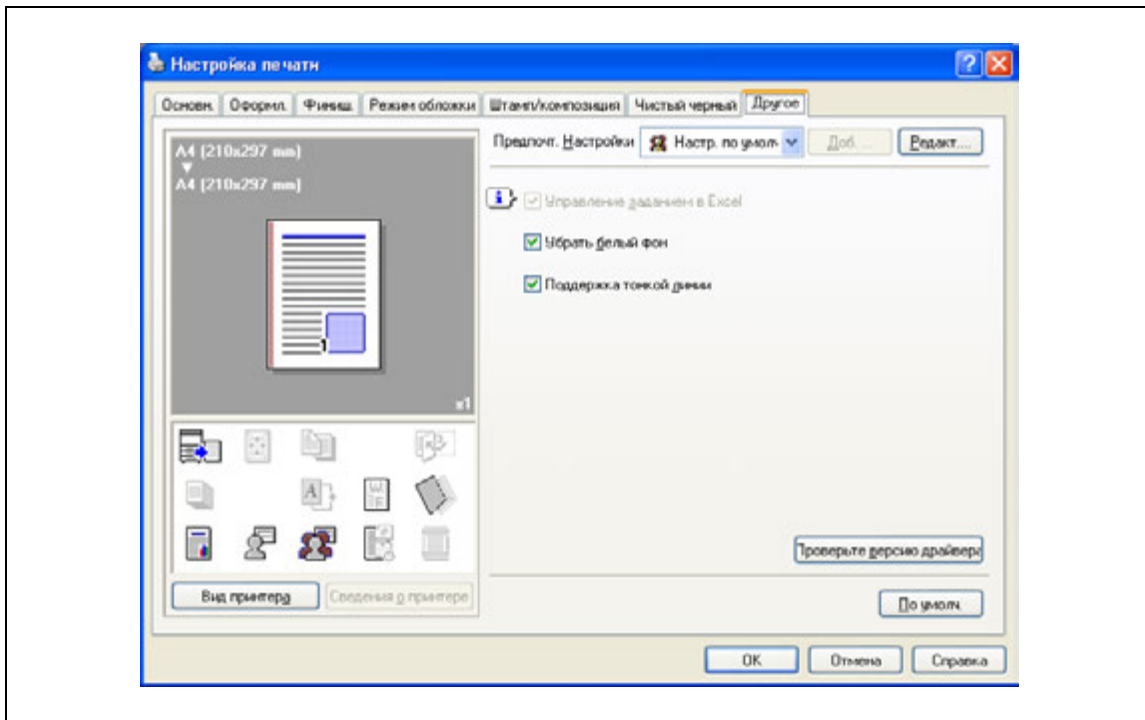 Настройка печати
Основн. Оформл. Финиш. Режим обложки Штамп/композиция Чистый черный Другое
A4 (210x297 mm)
A4 (210x297 mm)
1
x1
Вид принтера Сведения о принтере
Предпочт. Настройки Настр. по умолч Доб. ... Редакт....
Управление заданием в Excel
Убрать белый фон
Поддержка тонкой линии
Проверьте версию драйвера
По умолч.
OK Отмена Справка